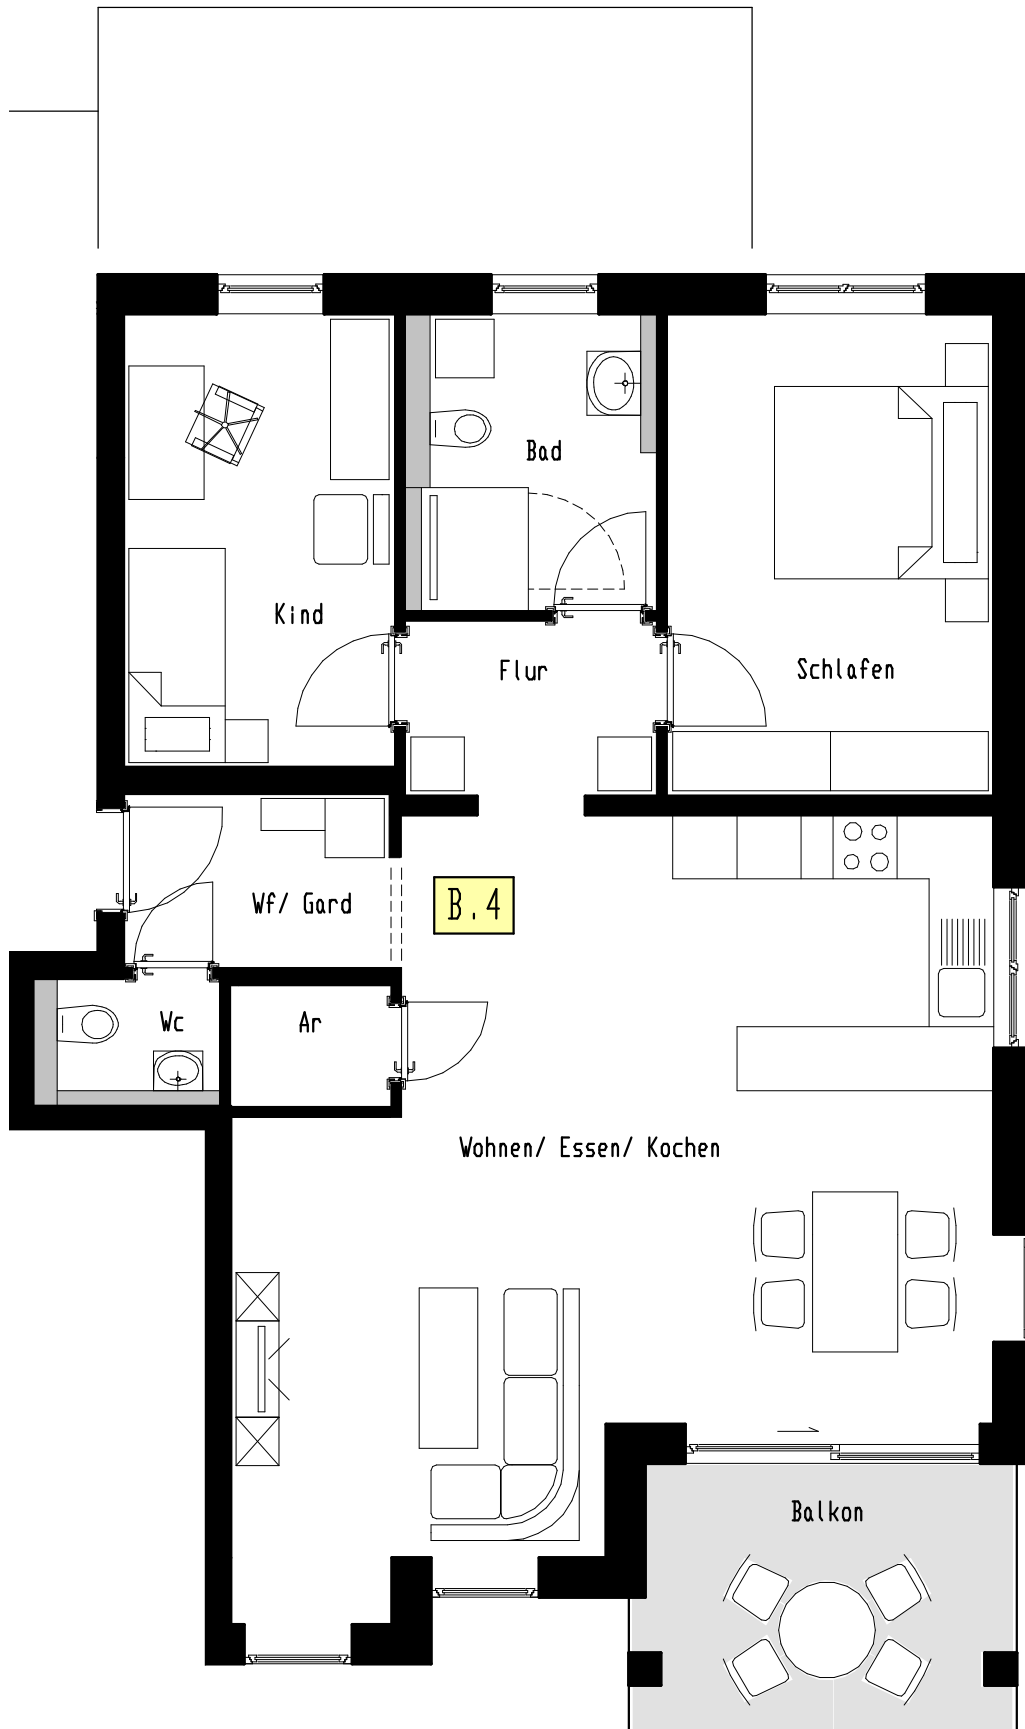 Bad
Kind
Flur
Schlafen
Wf/ Gard
B.4
Wc
Ar
Wohnen/ Essen/ Kochen
Balkon